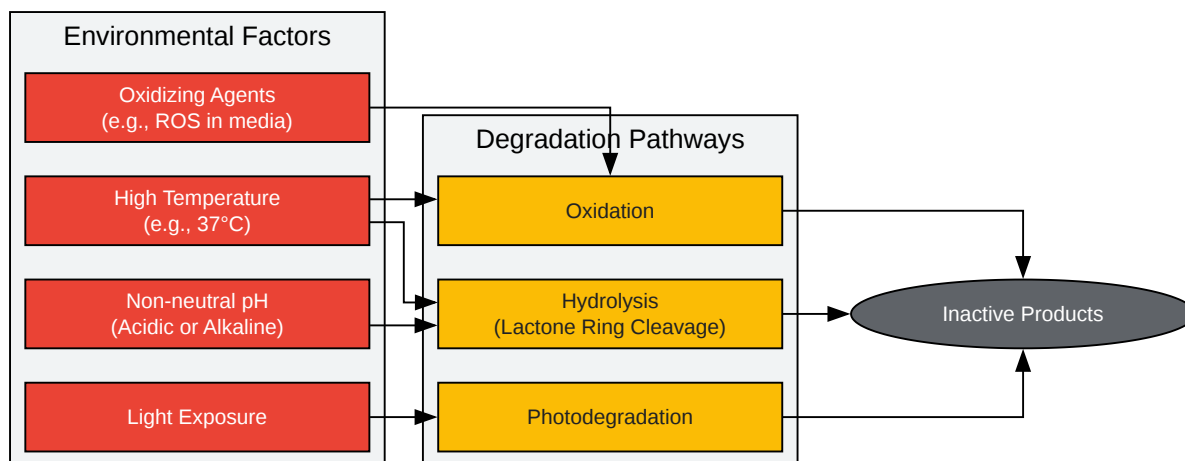 Environmental Factors
Oxidizing Agents
(e.g., ROS in media)
High Temperature
(e.g., 37°C)
Non-neutral pH
(Acidic or Alkaline)
Light Exposure
Degradation Pathways
Oxidation
Hydrolysis
(Lactone Ring Cleavage)
Photodegradation
Inactive Products